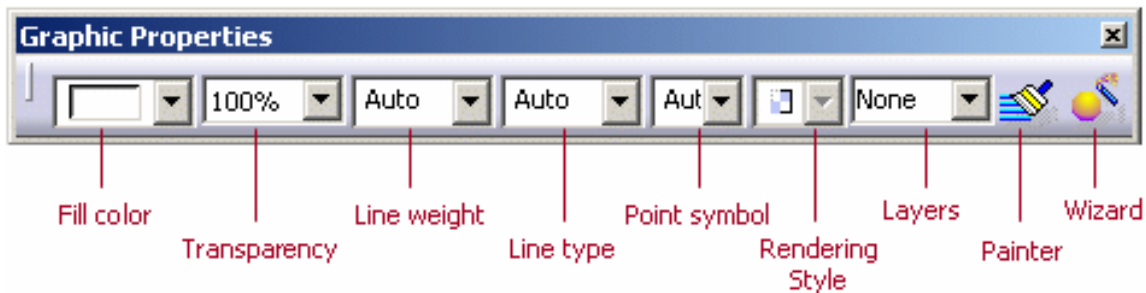 Graphic Properties
100%
Auto
Auto
Aut
None
Fill color
Line weight
Point symbol
Layers
Wizard
Transparency
Line type
Rendering
Style
Painter